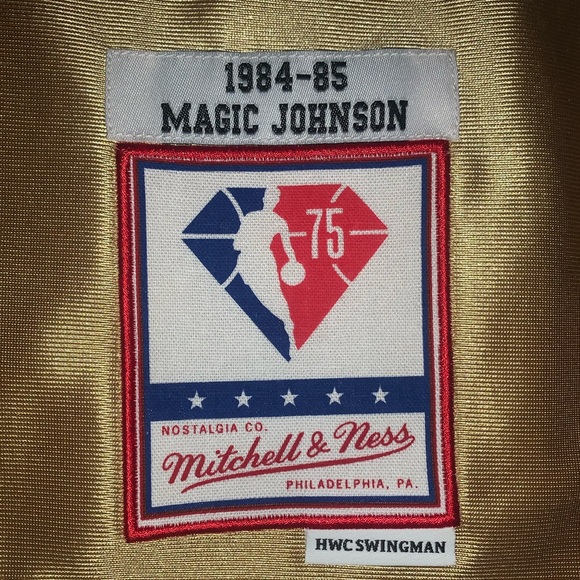 1984-85
MAGIC JOHNSON
75
NOSTALGIA CO.
Mitchell & Ness
PHILADELPHIA, PA.
HWC SWINGMAN